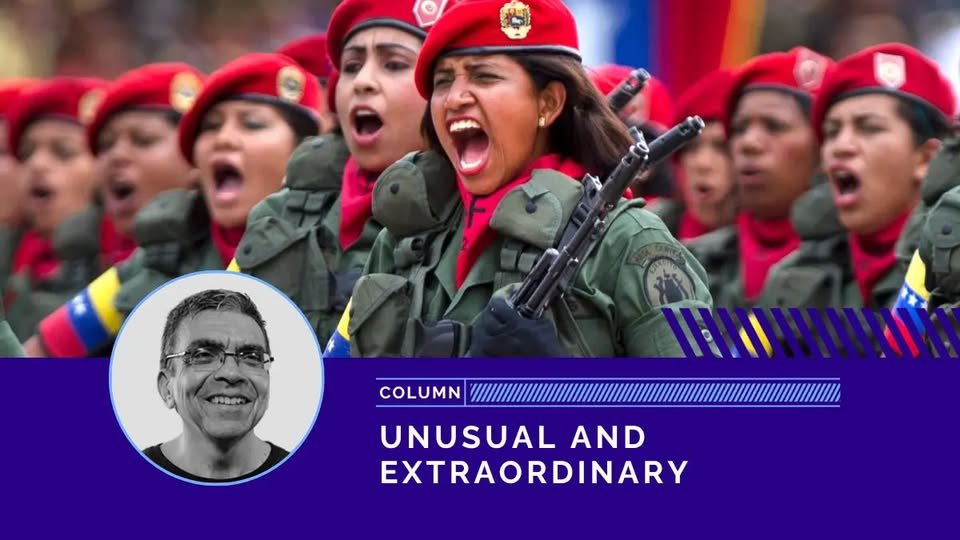 COLUMN
UNUSUAL AND
EXTRAORDINARY